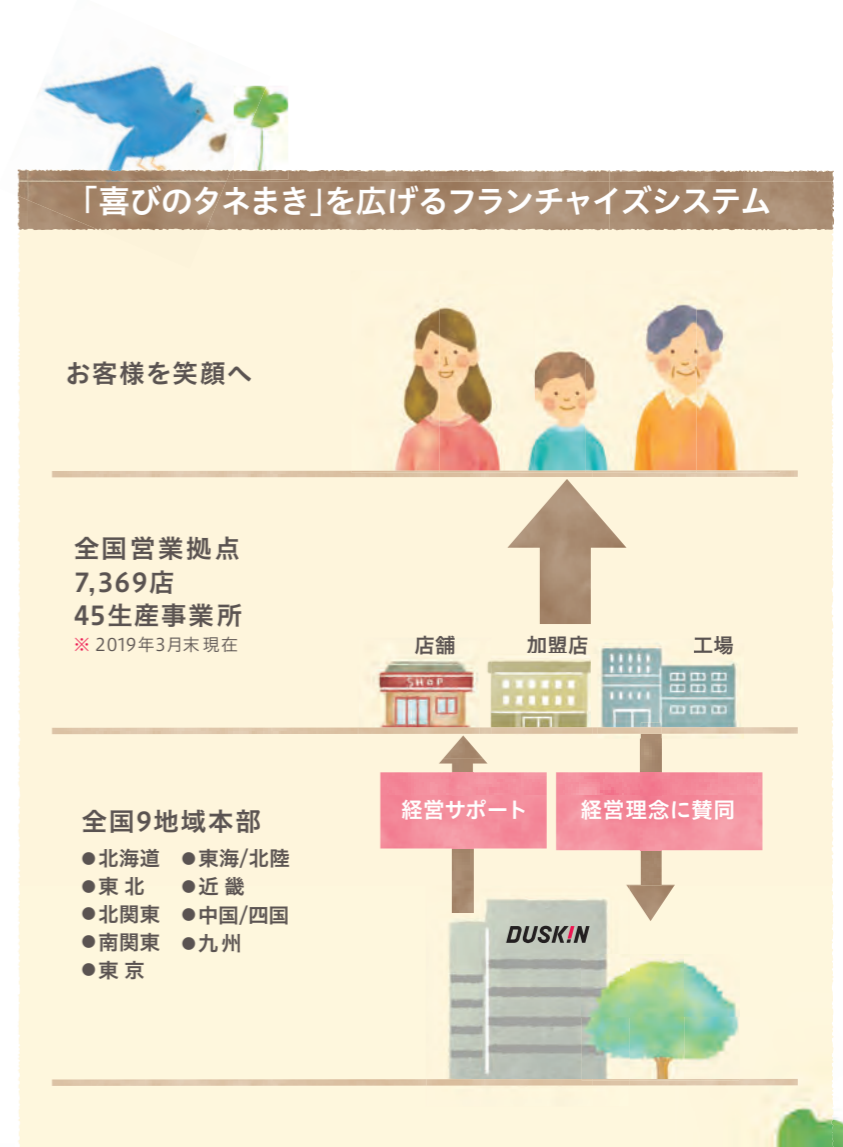 「喜びのタネまき」を広げるフランチャイズシステム
お客様を笑顔へ
全国営業拠点
7,369店
45生産事業所
※ 2019年3月末現在
店舗
加盟店
工場
SHOP
経営サポート
経営理念に賛同
全国9地域本部
●北海道 ●東海/北陸
●東北 ●近畿
●北関東 ●中国/四国
●南関東 ●九州
●東京
DUSK!N